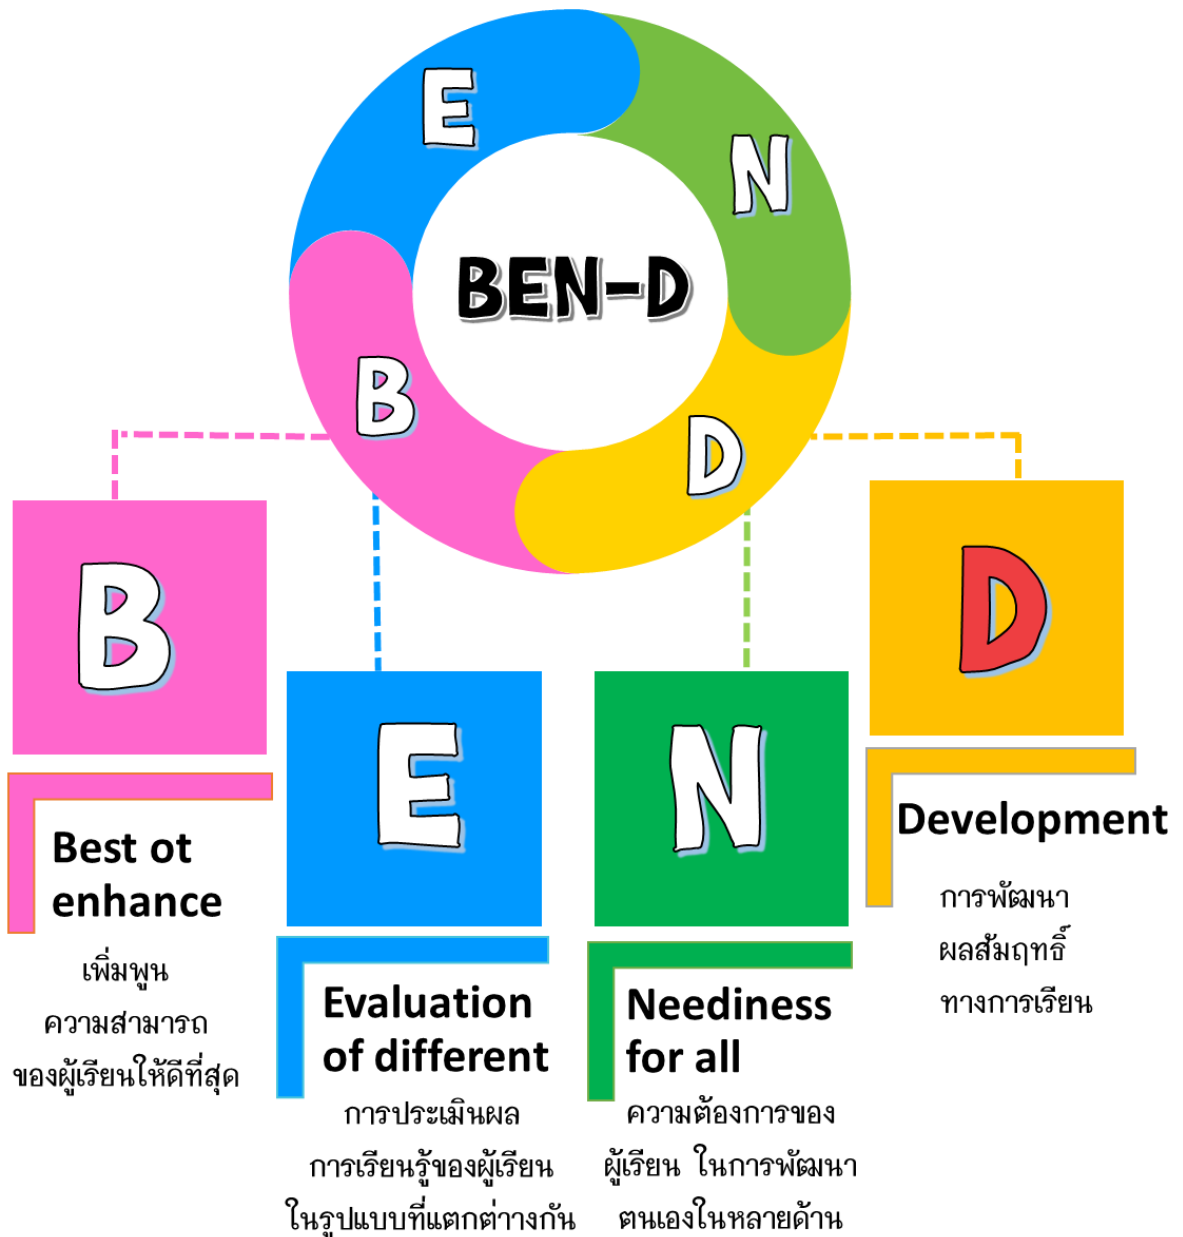 E
N
BEN-D
B
D
B
Best ot
enhance
เพิ่มพูน
ความสามารถ
ของผู้เรียนให้ดีที่สุด
E
Evaluation
of different
การประเมินผล
การเรียนรู้ของผู้เรียน
ในรูปแบบที่แตกต่าางกัน
N
Neediness
for all
ความต้องการของ
ผู้เรียน ในการพัฒนา
ตนเองในหลายด้าน
D
Development
การพัฒนา
ผลสัมฤทธิ์
ทางการเรียน